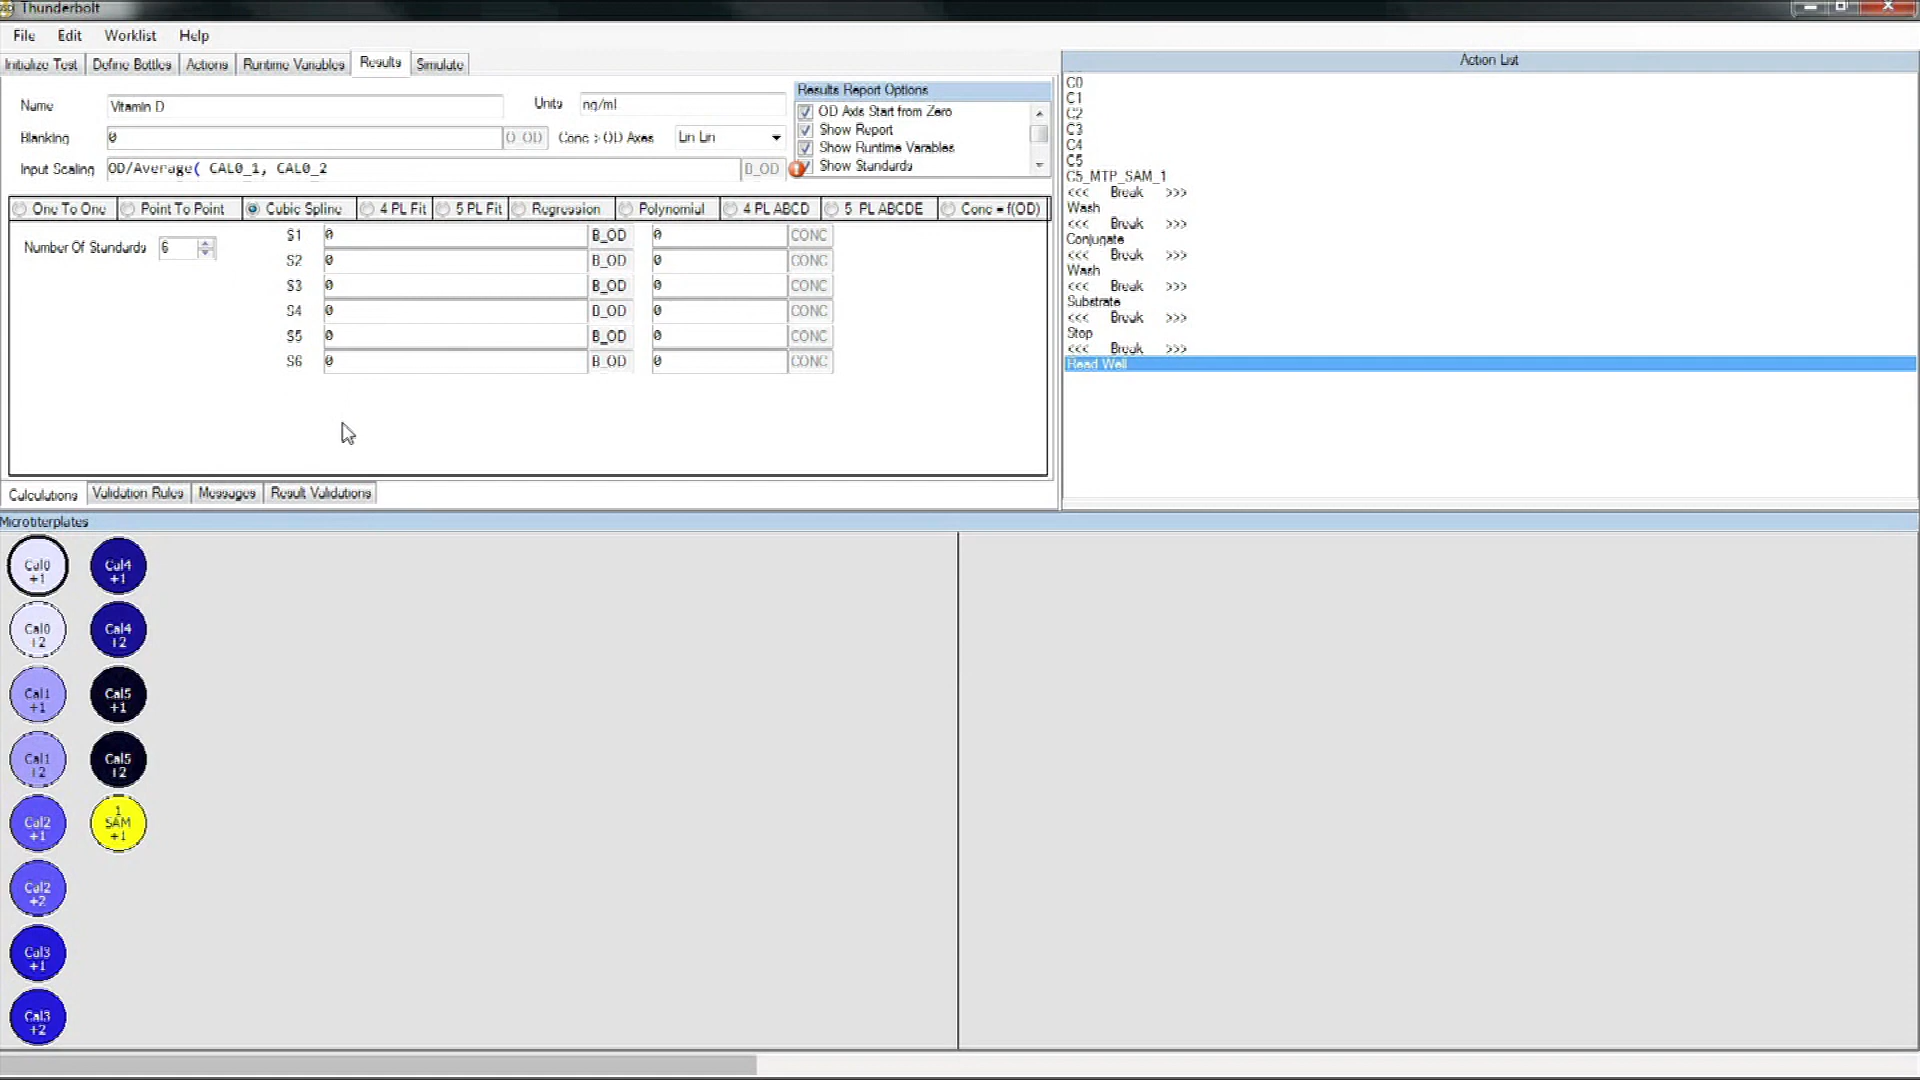 Thunderbolt
File Edit Worklist Help
Initialize Test Define Bottles Actions Runtime Variables Results Simulate
Name Vitamin D Units ng/ml
Blanking 0 O_OD Conc : OD Axes Lin Lin
Input Scaling OD/Average( CAL0_1, CAL0_2 B_OD
Results Report Options
OD Axis Start from Zero
Show Report
Show Runtime Varables
Show Standards
One To One Point To Point Cubic Spline 4 PL Fit 5 PL Fit Regression Polynomial 4 PL ABCD 5 PL ABCDE Conc = f(OD)
Number Of Standards 6
S1 0 B_OD 0 CONC
S2 0 B_OD 0 CONC
S3 0 B_OD 0 CONC
S4 0 B_OD 0 CONC
S5 0 B_OD 0 CONC
S6 0 B_OD 0 CONC
Calculations Validation Rules Messages Result Validations
Action List
C0
C1
C2
C3
C4
C5
C5_MTP_SAM_1
<<< Break >>>
Wash
<<< Break >>>
Conjugate
<<< Break >>>
Wash
<<< Break >>>
Substrate
<<< Break >>>
Stop
<<< Break >>>
Read Well
Microtiterplates
Cal0
+1
Cal0
+2
Cal1
+1
Cal1
+2
Cal2
+1
Cal2
+2
Cal3
+1
Cal3
+2
Cal4
+1
Cal4
+2
Cal5
+1
Cal5
+2
1
SAM
+1